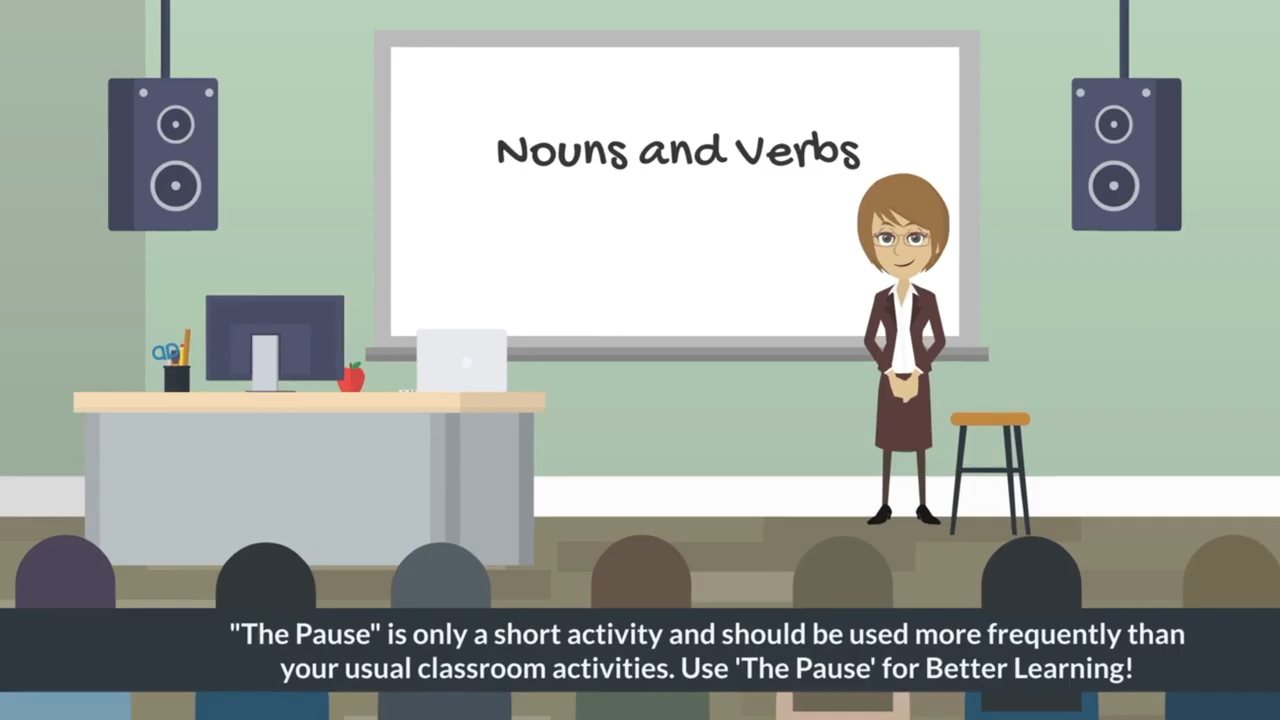 Nouns and Verbs
"The Pause" is only a short activity and should be used more frequently than
your usual classroom activities. Use 'The Pause' for Better Learning!